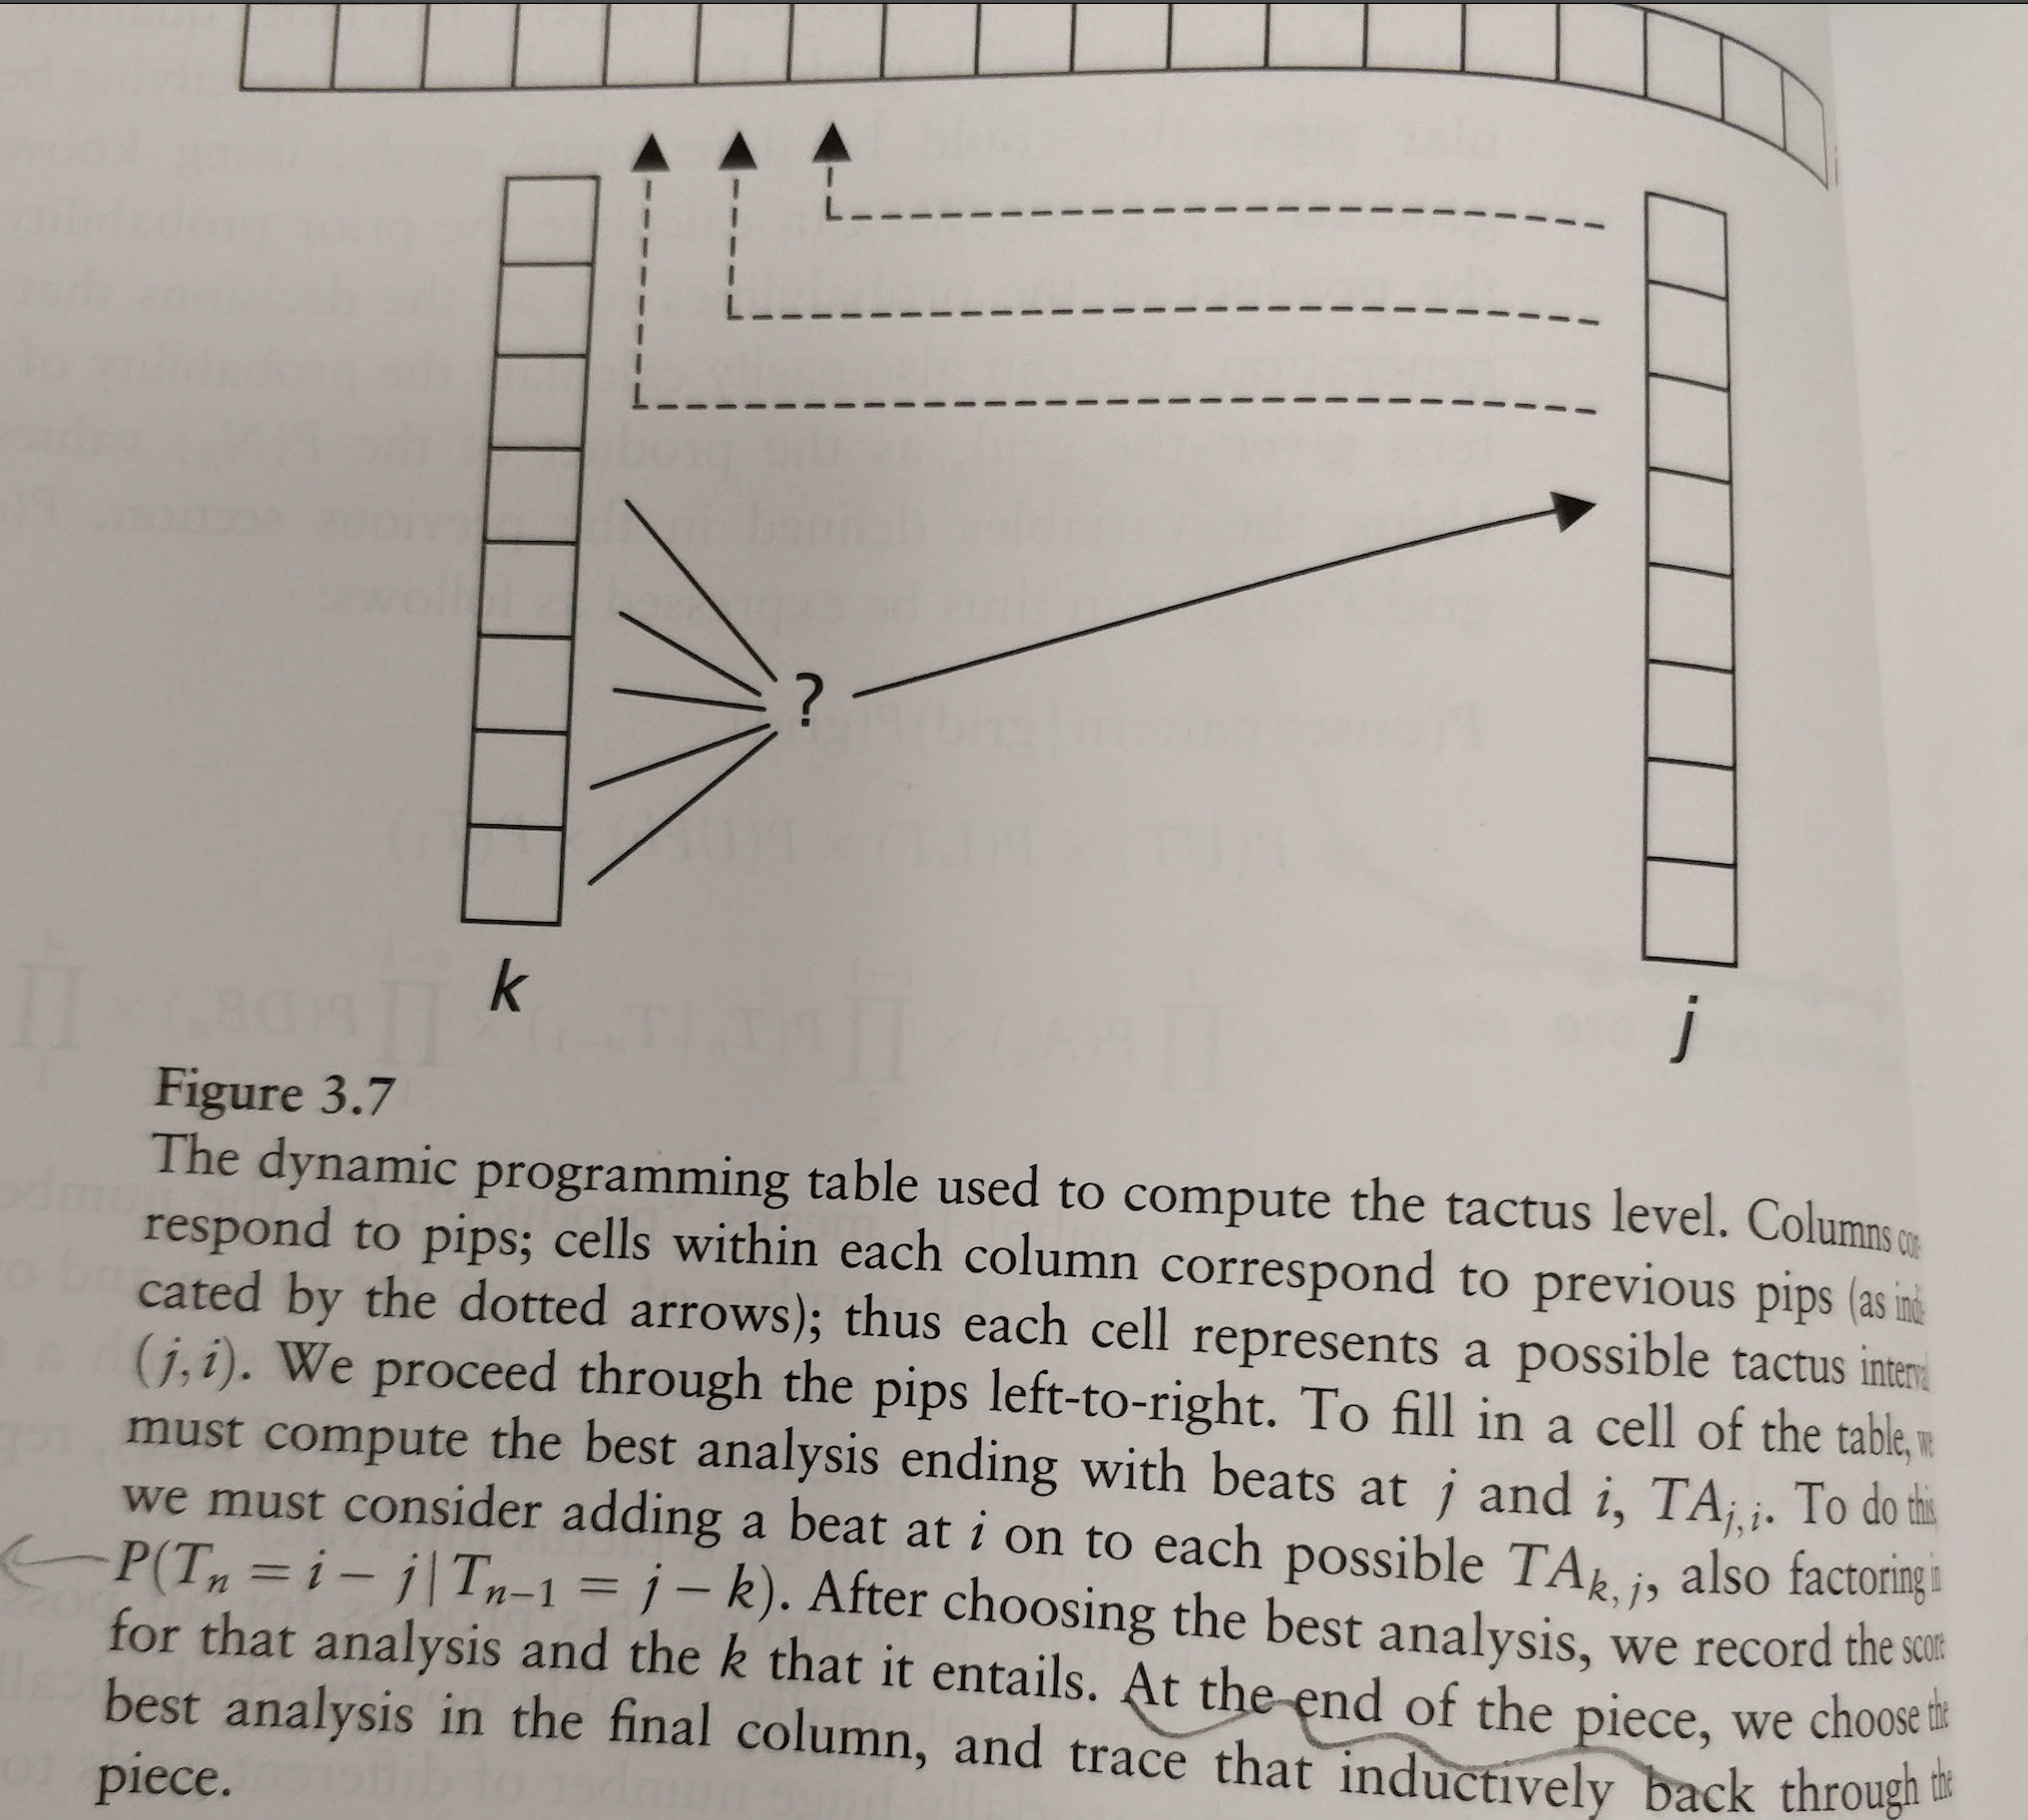 ?
k
j
Figure 3.7
The dynamic programming table used to compute the tactus level. Columns cor-
respond to pips; cells within each column correspond to previous pips (as indi-
cated by the dotted arrows); thus each cell represents a possible tactus interval
(j, i). We proceed through the pips left-to-right. To fill in a cell of the table, we
must compute the best analysis ending with beats at j and i, TA_{j,i}. To do this
we must consider adding a beat at i on to each possible TA_{k,j}, also factoring in
P(T_n = i − j | T_{n−1} = j − k). After choosing the best analysis, we record the score
for that analysis and the k that it entails. At the end of the piece, we choose the
best analysis in the final column, and trace that inductively back through the
piece.